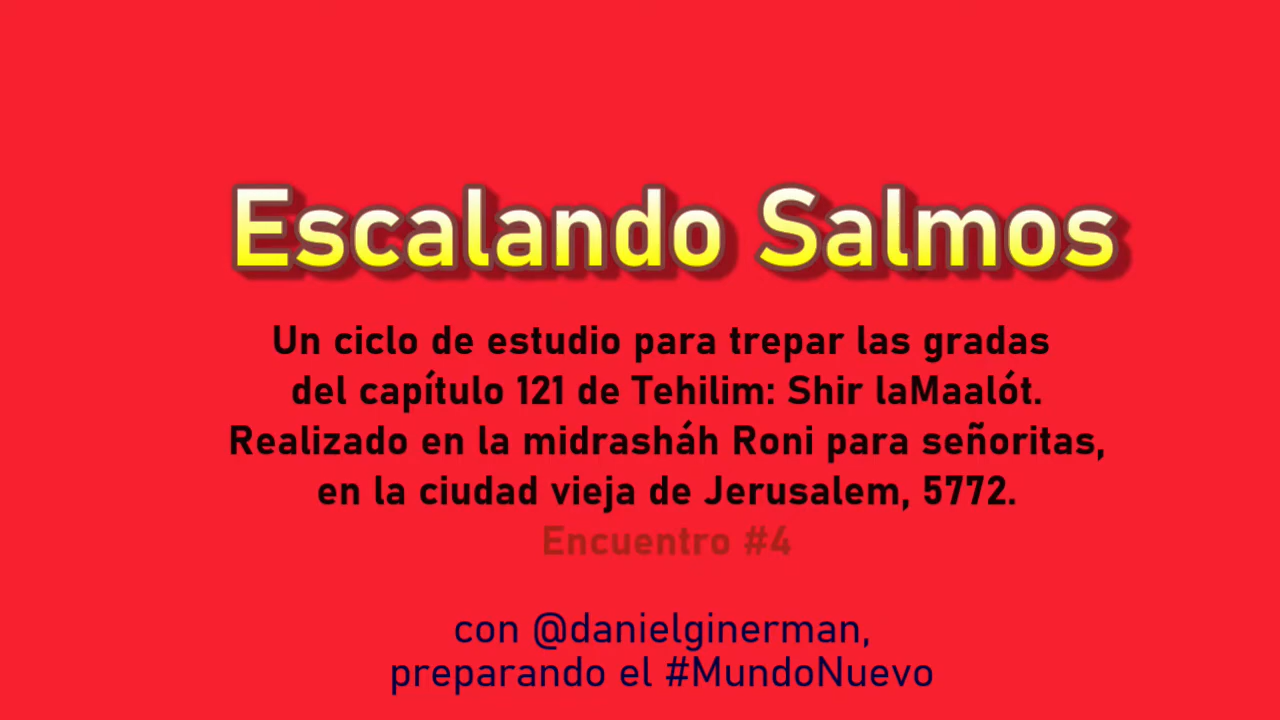 Escalando Salmos
Un ciclo de estudio para trepar las gradas
del capítulo 121 de Tehilim: Shir laMaalót.
Realizado en la midrasháh Roni para señoritas,
en la ciudad vieja de Jerusalem, 5772.
Encuentro #4
con @danielginerman,
preparando el #MundoNuevo